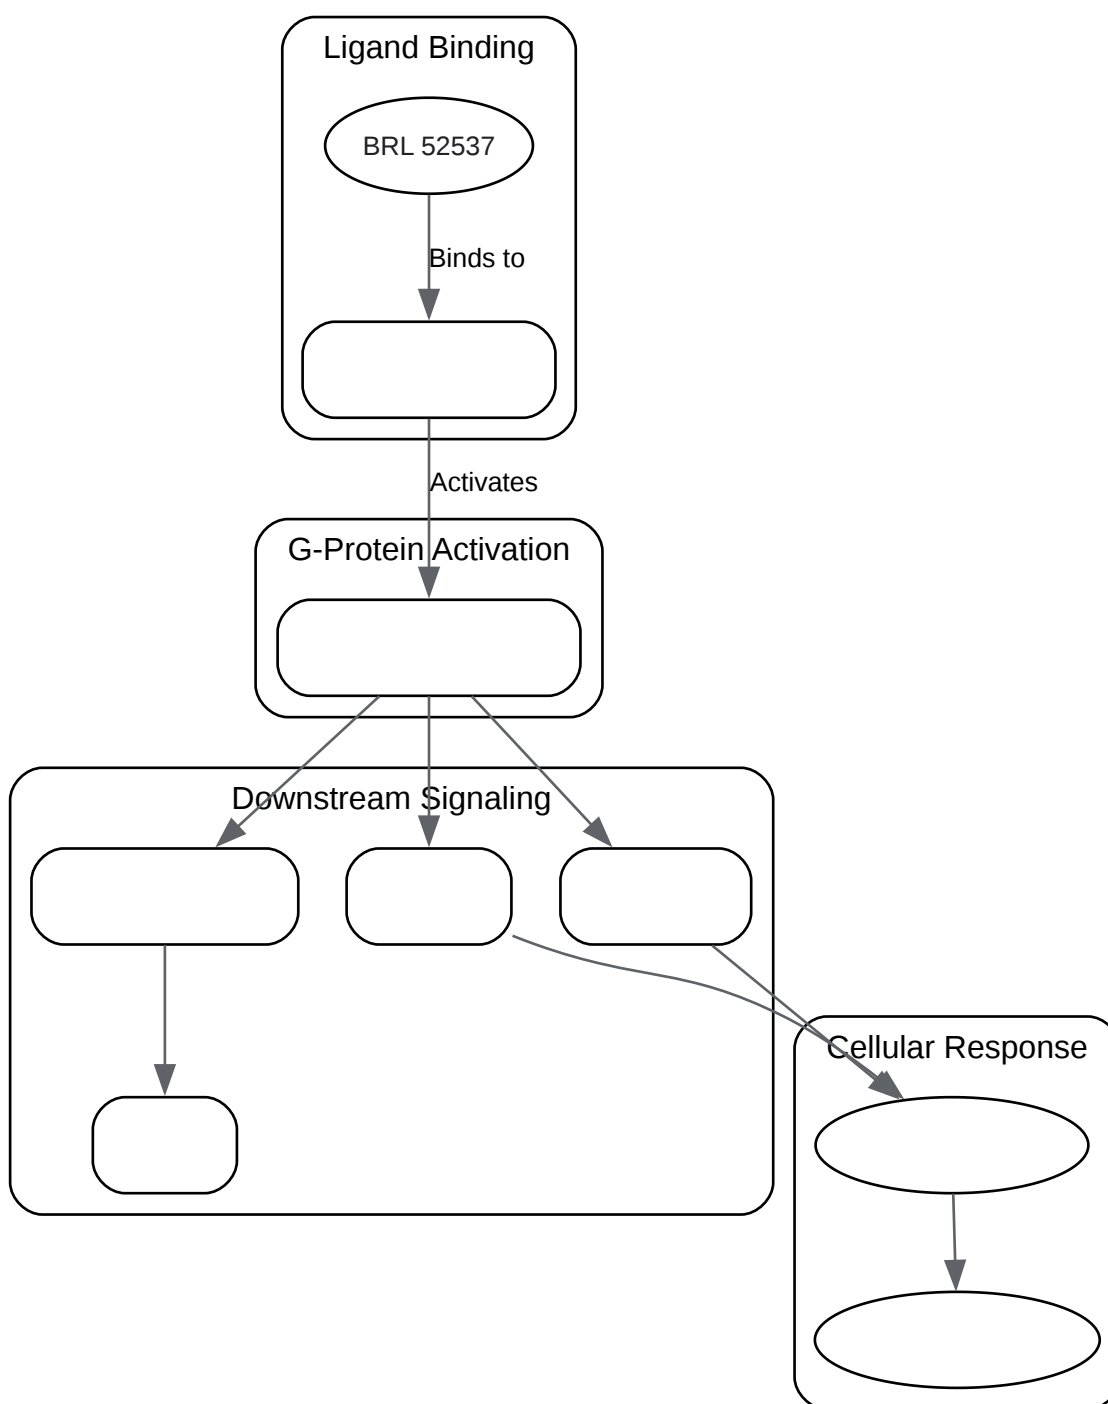 Ligand Binding
BRL 52537
Binds to
Activates
G-Protein Activation
Downstream Signaling
Cellular Response